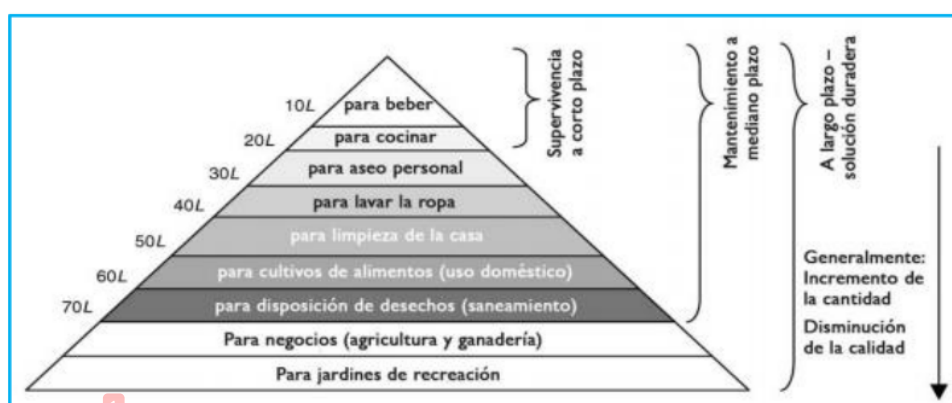 10L para beber
20L para cocinar
30L para aseo personal
40L para lavar la ropa
50L para limpieza de la casa
60L para cultivos de alimentos (uso doméstico)
70L para disposición de desechos (saneamiento)
Para negocios (agricultura y ganadería)
Para jardines de recreación
Supervivencia
a corto plazo
Mantenimiento a
mediano plazo
A largo plazo –
solución duradera
Generalmente:
Incremento de
la cantidad
Disminución
de la calidad